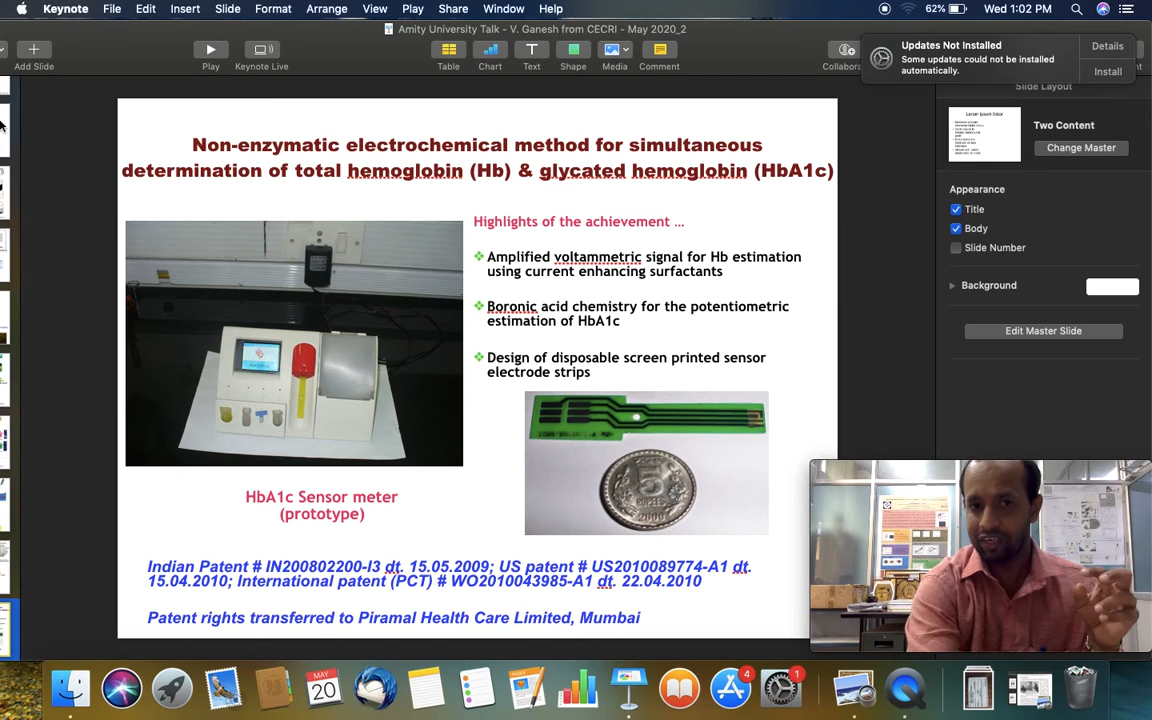 Keynote File Edit Insert Slide Format Arrange View Play Share Window Help 62% Wed 1:02 PM
Amity University Talk - V. Ganesh from CECRI - May 2020_2
Add Slide Play Keynote Live Table Chart Text Shape Media Comment Collabora
Updates Not Installed
Some updates could not be installed
automatically.
Details
Install
Slide Layout
Two Content
Change Master
Appearance
Title
Body
Slide Number
Background
Edit Master Slide
Non-enzymatic electrochemical method for simultaneous
determination of total hemoglobin (Hb) & glycated hemoglobin (HbA1c)
Highlights of the achievement …
Amplified voltammetric signal for Hb estimation
using current enhancing surfactants
Boronic acid chemistry for the potentiometric
estimation of HbA1c
Design of disposable screen printed sensor
electrode strips
5
RUPEES
2000
HbA1c Sensor meter
(prototype)
Indian Patent # IN200802200-I3 dt. 15.05.2009; US patent # US2010089774-A1 dt.
15.04.2010; International patent (PCT) # WO2010043985-A1 dt. 22.04.2010
Patent rights transferred to Piramal Health Care Limited, Mumbai
MAY
20
4
1